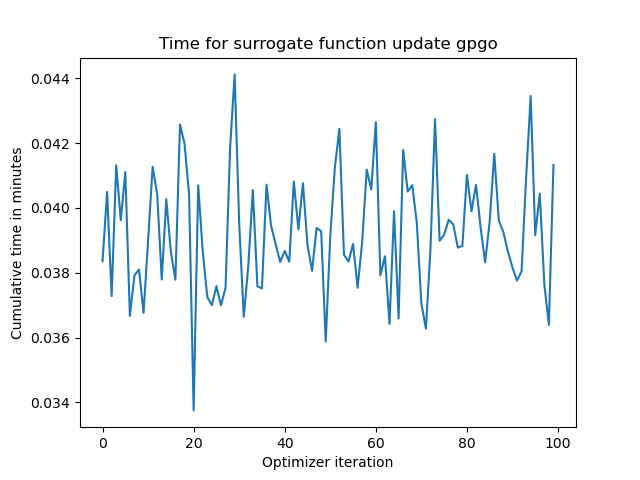 Time for surrogate function update gpgo
Cumulative time in minutes
0.044
0.042
0.040
0.038
0.036
0.034
0 20 40 60 80 100
Optimizer iteration